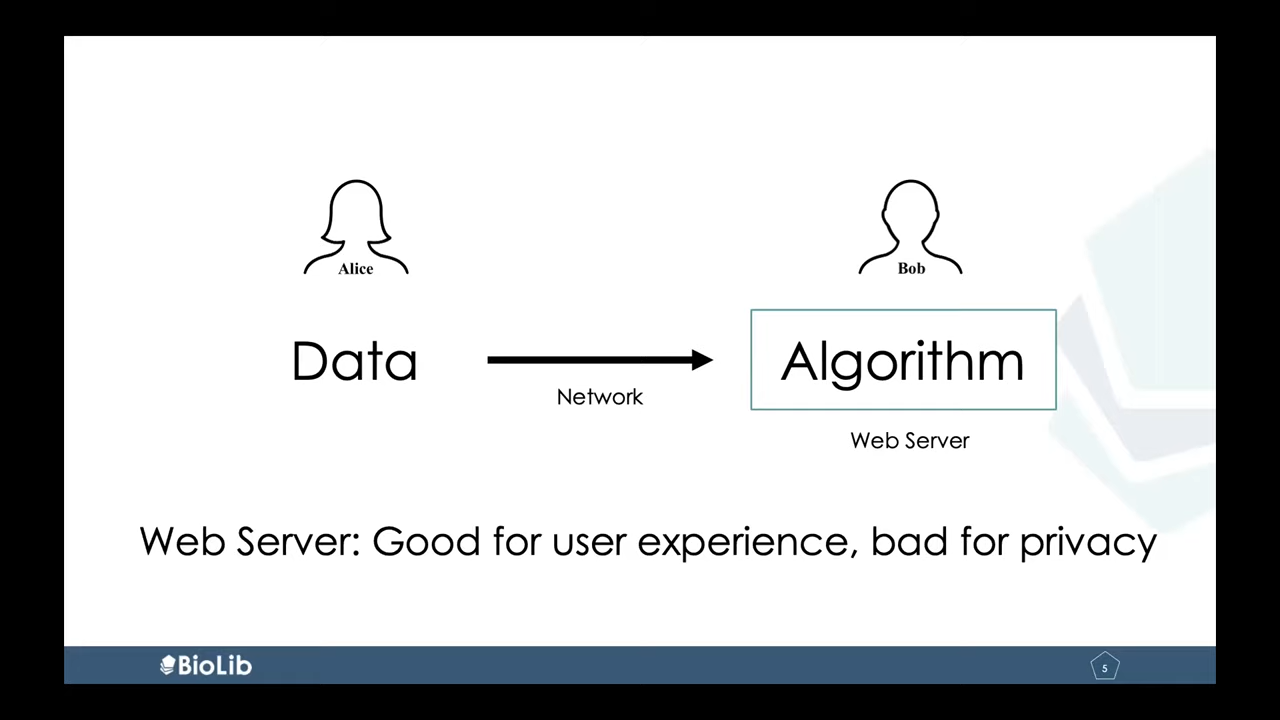 Alice
Bob
Data
Algorithm
Network
Web Server
Web Server: Good for user experience, bad for privacy
BioLib
5